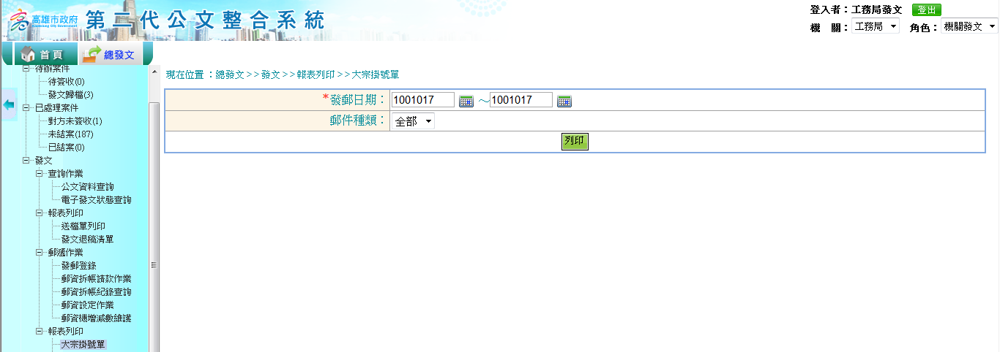 高雄市政府 第二代公文整合系統
Kaohsiung City Government
登入者：工務局發文 登出
機 關：工務局 角色：機關發文
首頁 總發文
待辦案件
待簽收(0)
發文歸檔(3)
已處理案件
對方未簽收(1)
未結案(187)
已結案(0)
發文
查詢作業
公文資料查詢
電子發文狀態查詢
報表列印
送檔單列印
發文退稿清單
郵遞作業
發郵登錄
郵資拆帳請款作業
郵資拆帳紀錄查詢
郵資設定作業
郵資機增減數維護
報表列印
大宗掛號單
現在位置：總發文>>發文>>報表列印>>大宗掛號單
*發郵日期： 1001017 ～ 1001017
郵件種類： 全部
列印